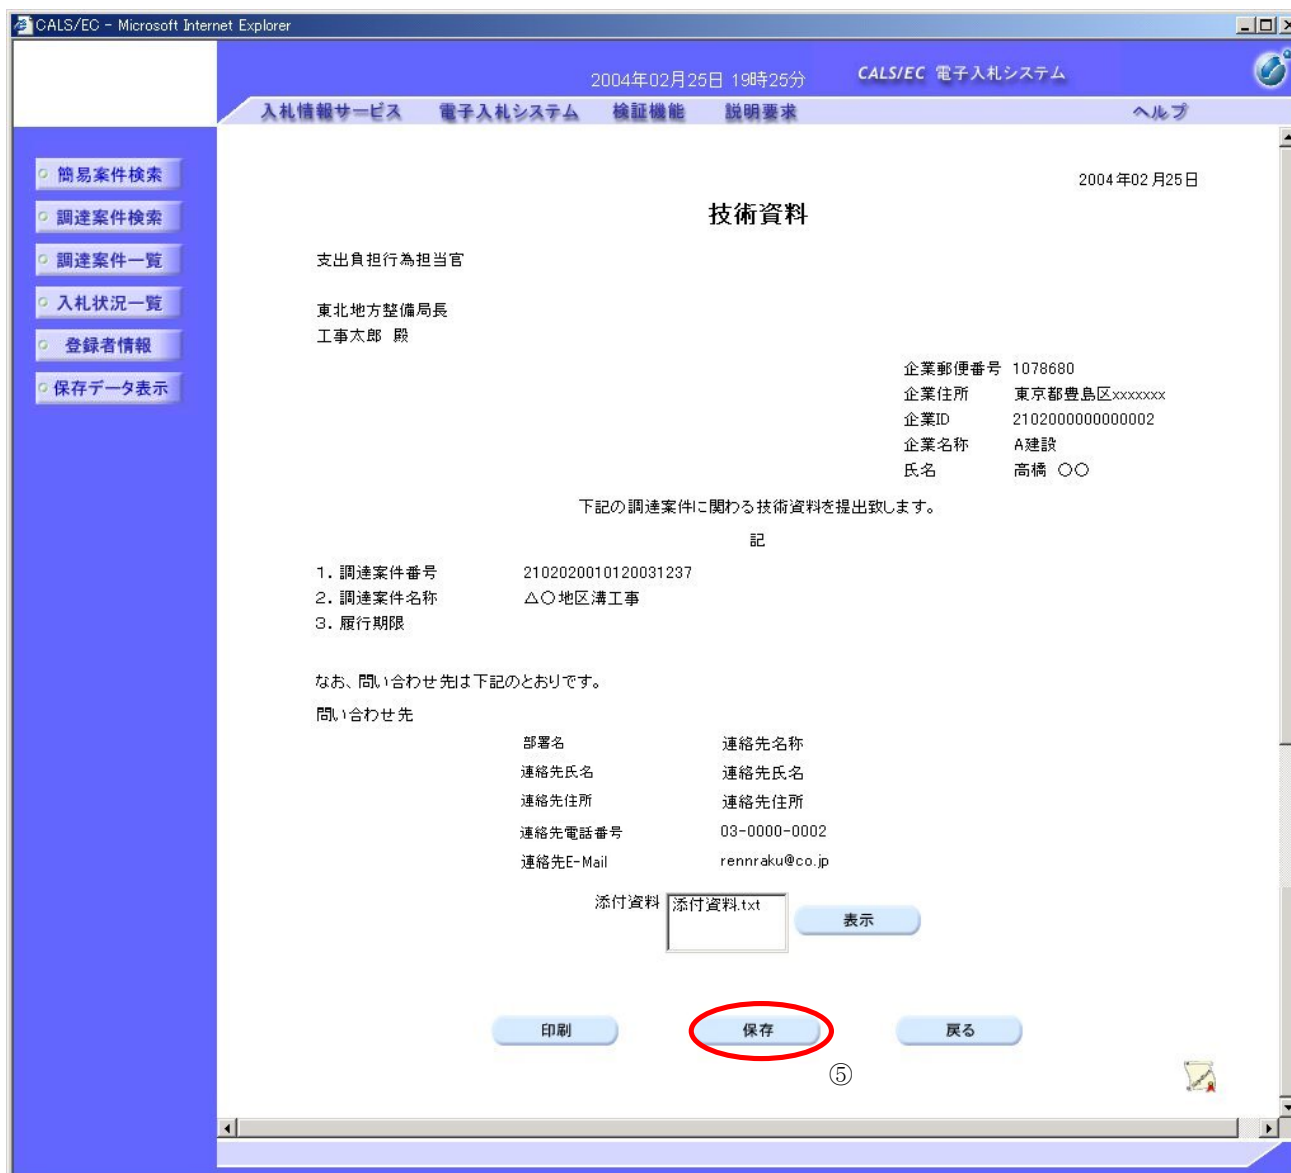 CALS/EC - Microsoft Internet Explorer
2004年02月25日 19時25分
CALS/EC 電子入札システム
入札情報サービス 電子入札システム 検証機能 説明要求 ヘルプ
簡易案件検索
調達案件検索
調達案件一覧
入札状況一覧
登録者情報
保存データ表示
2004年02月25日
技術資料
支出負担行為担当官
東北地方整備局長
工事太郎 殿
企業郵便番号 1078680
企業住所 東京都豊島区xxxxxxx
企業ID 2102000000000002
企業名称 A建設
氏名 高橋 〇〇
下記の調達案件に関わる技術資料を提出致します。
記
1. 調達案件番号 2102020010120031237
2. 調達案件名称 △〇地区溝工事
3. 履行期限
なお、問い合わせ先は下記のとおりです。
問い合わせ先
部署名 連絡先名称
連絡先氏名 連絡先氏名
連絡先住所 連絡先住所
連絡先電話番号 03-0000-0002
連絡先E-Mail rennraku@co.jp
添付資料 添付資料.txt 表示
印刷 保存 戻る
⑤